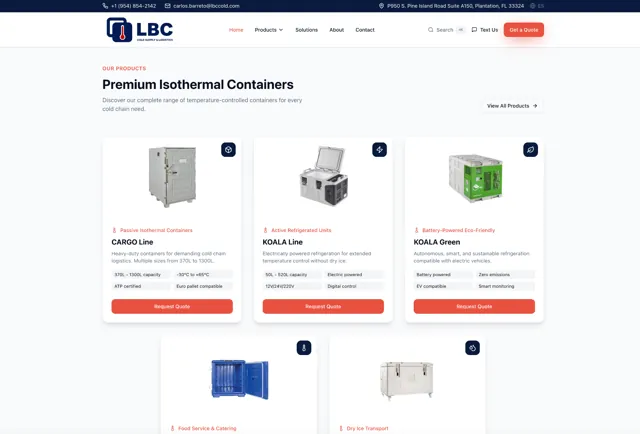 +1 (954) 854-2142 carlos.barreto@lbccold.com P950 S. Pine Island Road Suite A150, Plantation, FL 33324 EN
LBC
COLD SUPPLY & LOGISTICS
Home Products Solutions About Contact Search Text Us Get a Quote
OUR PRODUCTS
Premium Isothermal Containers
Discover our complete range of temperature-controlled containers for every
cold chain need.
View All Products →
Passive Isothermal Containers
CARGO Line
Heavy-duty containers for demanding cold chain
logistics. Multiple sizes from 370L to 1300L.
370L - 1300L capacity -30°C to +65°C
ATP certified Euro pallet compatible
Request Quote
Active Refrigerated Units
KOALA Line
Electrically powered refrigeration for extended
temperature control without dry ice.
50L - 520L capacity Electric powered
12V/24V/220V Digital control
Request Quote
Battery-Powered Eco-Friendly
KOALA Green
Autonomous, smart, and sustainable refrigeration
compatible with electric vehicles.
Battery powered Zero emissions
EV compatible Smart monitoring
Request Quote
Food Service & Catering
Dry Ice Transport